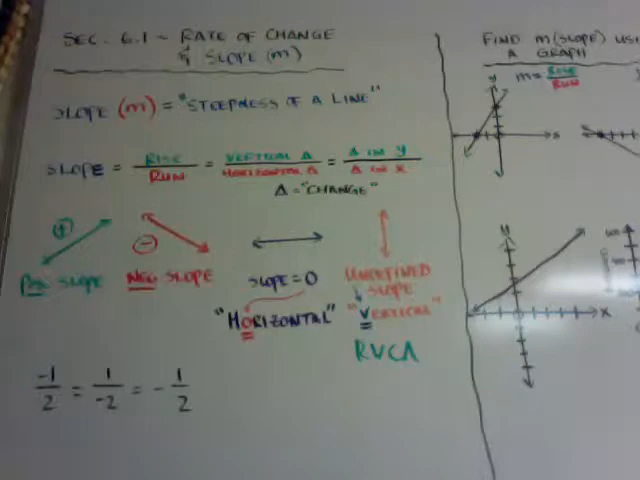 SEC. 6.1 ~ RATE OF CHANGE
& SLOPE (m)
SLOPE (m) = "STEEPNESS OF A LINE"
SLOPE = RISE/RUN = VERTICAL Δ/HORIZONTAL Δ = Δ IN Y/Δ IN X
Δ = "CHANGE"
+ -
POS SLOPE NEG SLOPE SLOPE = 0 UNDEFINED SLOPE
"HORIZONTAL" "VERTICAL"
RVCA
-1/2 = 1/-2 = -1/2
FIND m (SLOPE) USI
A GRAPH
m = RISE/RUN
Y
X
Y
X